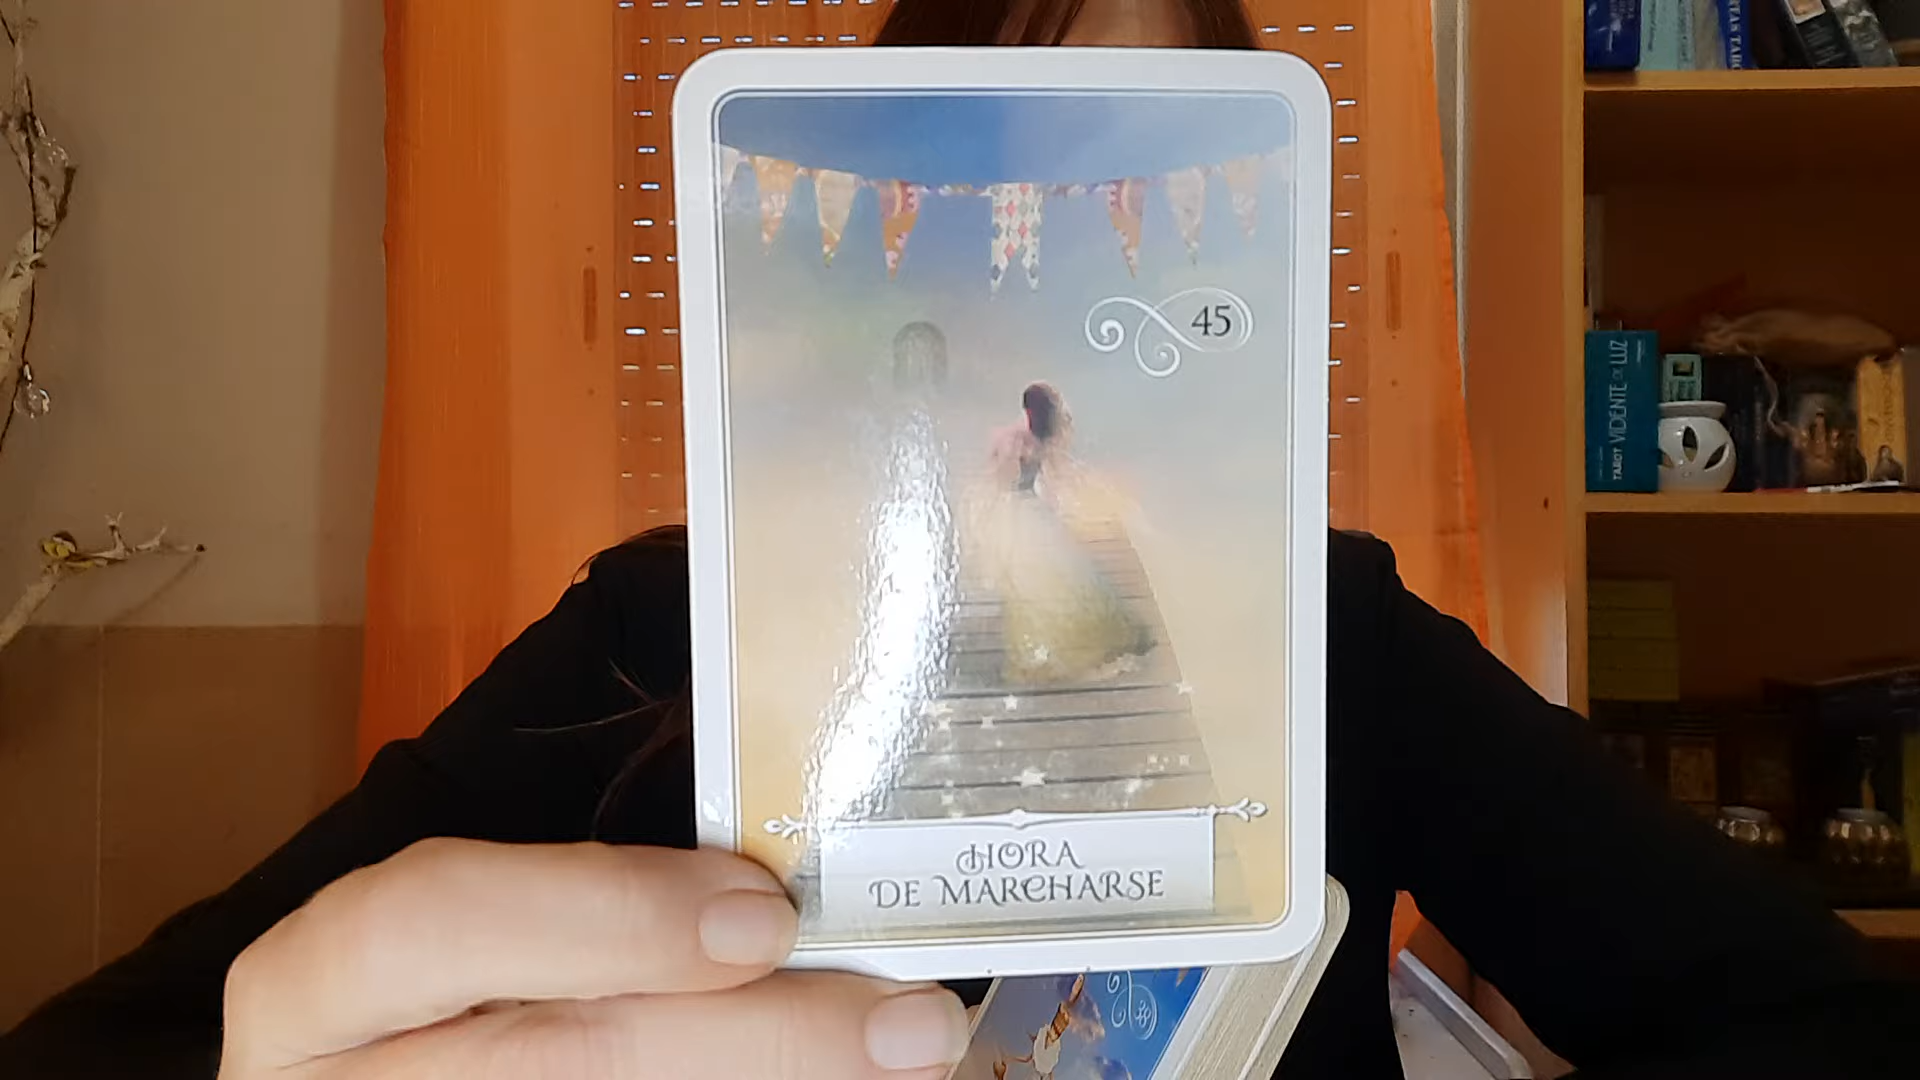 45
HORA
DE MARCHARSE
TAROT VIDENTE DE LUZ